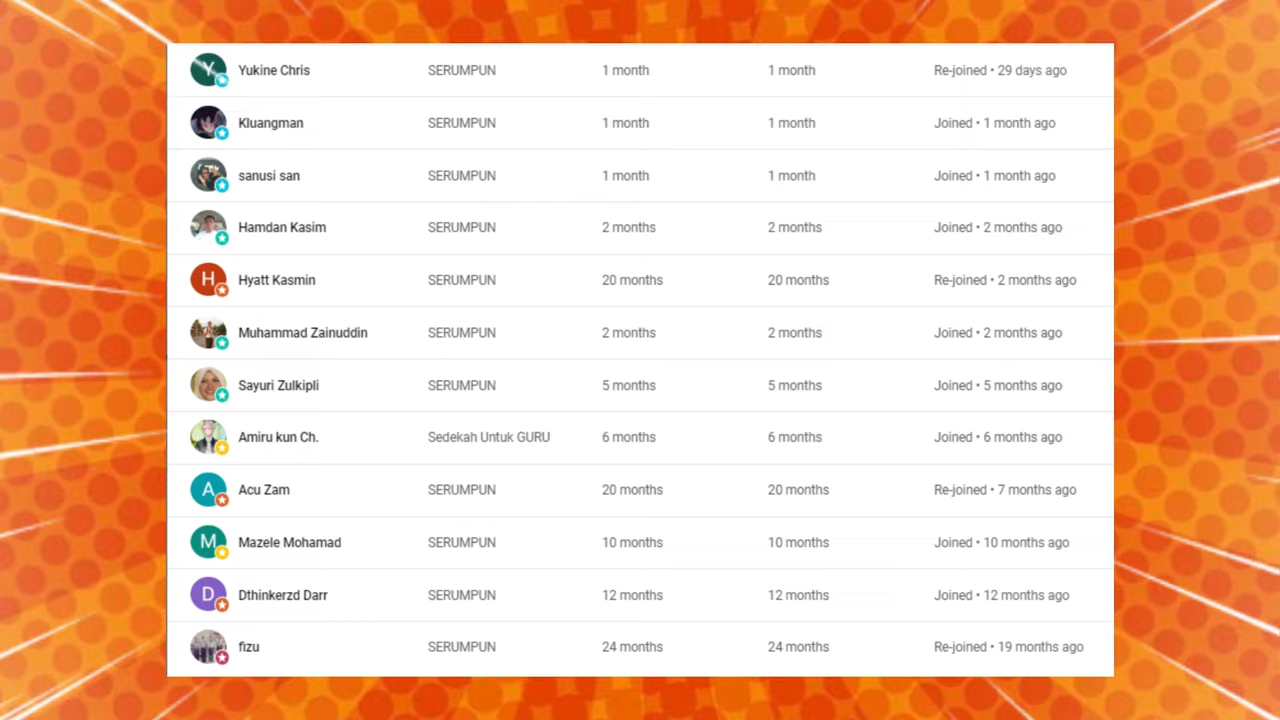 Y Yukine Chris SERUMPUN 1 month 1 month Re-joined • 29 days ago
Kluangman SERUMPUN 1 month 1 month Joined • 1 month ago
sanusi san SERUMPUN 1 month 1 month Joined • 1 month ago
Hamdan Kasim SERUMPUN 2 months 2 months Joined • 2 months ago
H Hyatt Kasmin SERUMPUN 20 months 20 months Re-joined • 2 months ago
Muhammad Zainuddin SERUMPUN 2 months 2 months Joined • 2 months ago
Sayuri Zulkipli SERUMPUN 5 months 5 months Joined • 5 months ago
Amiru kun Ch. Sedekah Untuk GURU 6 months 6 months Joined • 6 months ago
A Acu Zam SERUMPUN 20 months 20 months Re-joined • 7 months ago
M Mazele Mohamad SERUMPUN 10 months 10 months Joined • 10 months ago
D Dthinkerzd Darr SERUMPUN 12 months 12 months Joined • 12 months ago
fizu SERUMPUN 24 months 24 months Re-joined • 19 months ago